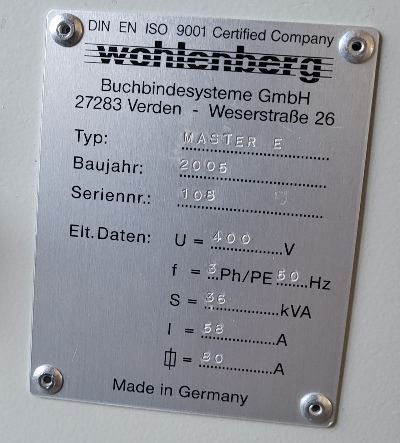 DIN EN ISO 9001 Certified Company
wohlenberg
Buchbindesysteme GmbH
27283 Verden - Weserstraße 26
Typ: MASTER E
Baujahr: 2005
Seriennr.: 108
Elt.Daten: U = 400 V
f = 3 Ph/PE 50 Hz
S = 36 kVA
I = 58 A
= 80 A
Made in Germany